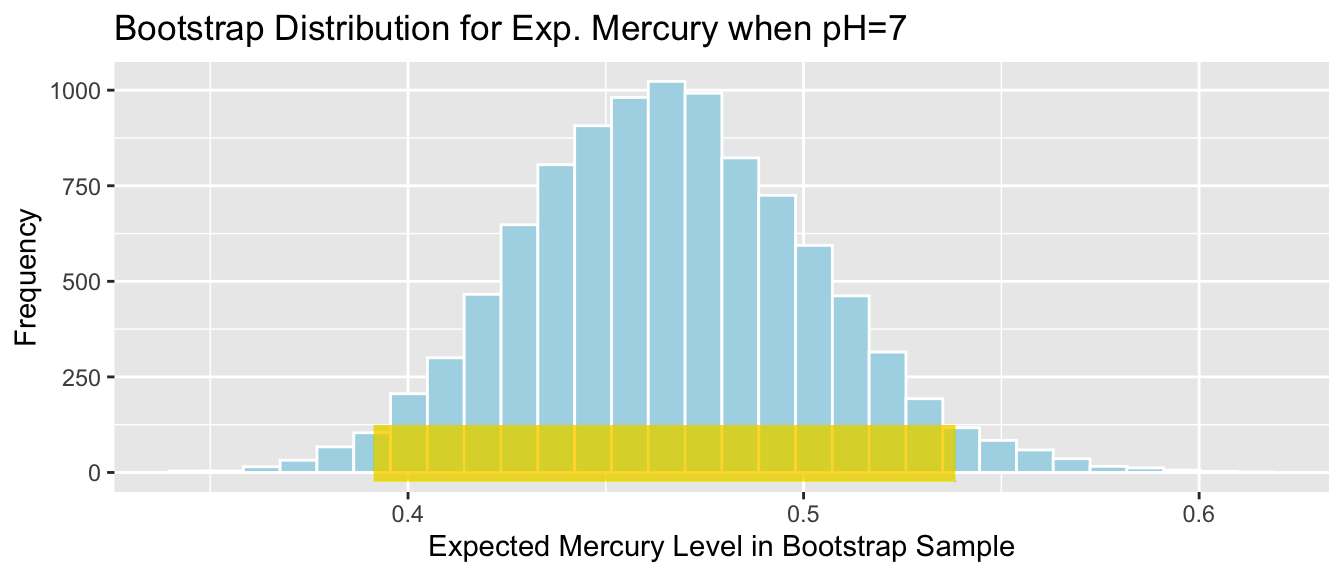 Bootstrap Distribution for Exp. Mercury when pH=7
1000
750
500
250
0
Frequency
0.4 0.5 0.6
Expected Mercury Level in Bootstrap Sample